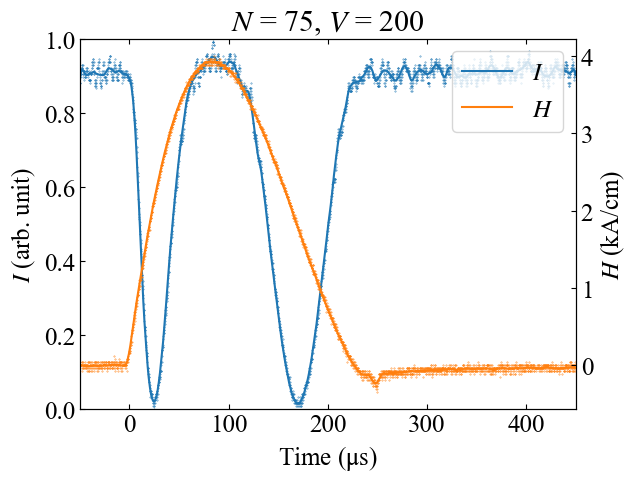 N = 75, V = 200
1.0
0.8
0.6
0.4
0.2
0.0
I (arb. unit)
I
H
4
3
2
1
0
H (kA/cm)
0
100
200
300
400
Time (μs)